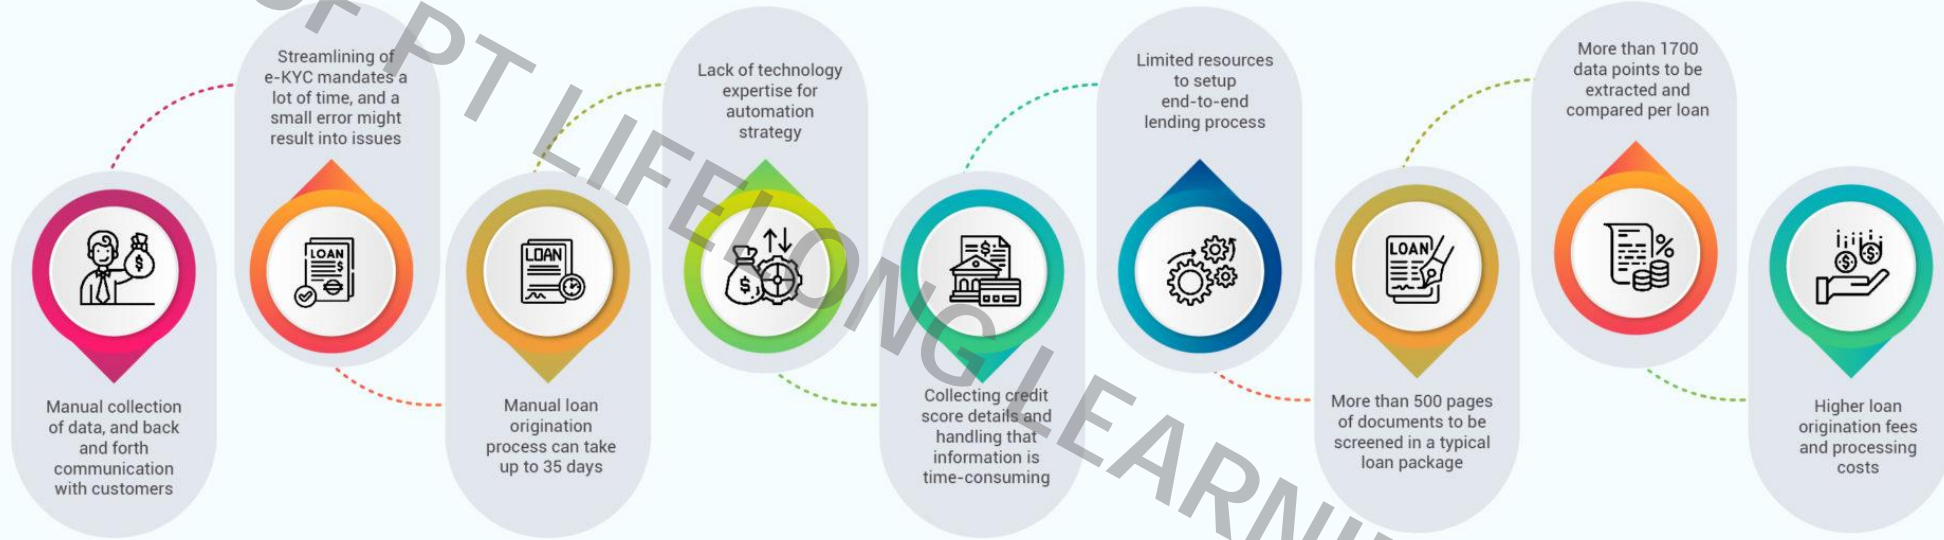 Manual collection
of data, and back
and forth
communication
with customers
Streamlining of
e-KYC mandates a
lot of time, and a
small error might
result into issues
LOAN
$
Manual loan
origination
process can take
up to 35 days
LOAN
Lack of technology
expertise for
automation
strategy
$
Collecting credit
score details and
handling that
information is
time-consuming
$
Limited resources
to setup
end-to-end
lending process
More than 500 pages
of documents to be
screened in a typical
loan package
LOAN
More than 1700
data points to be
extracted and
compared per loan
%
Higher loan
origination fees
and processing
costs
$ $
OF PT LIFELONG LEARNI